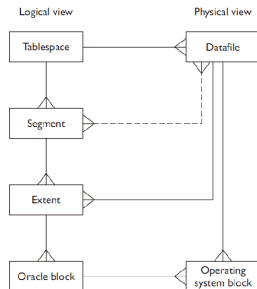 Logical view
Physical view
Tablespace
Datafile
Segment
Extent
Oracle block
Operating
system block